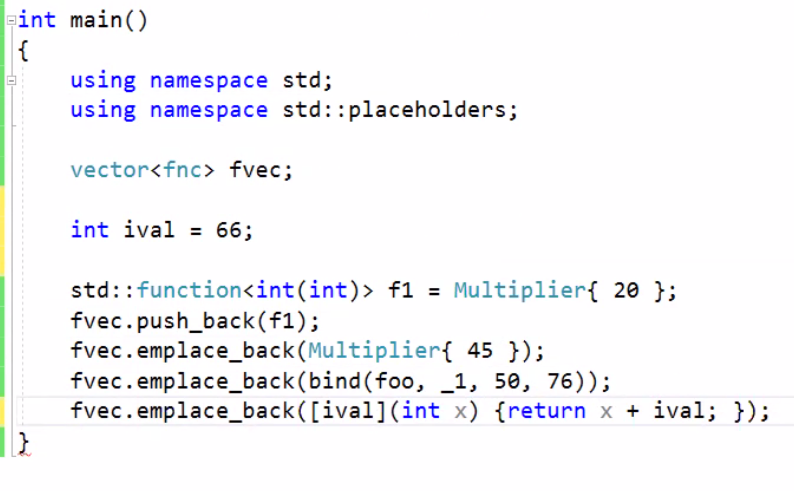 int main()
{
using namespace std;
using namespace std::placeholders;
vector<fnc> fvec;
int ival = 66;
std::function<int(int)> f1 = Multiplier{ 20 };
fvec.push_back(f1);
fvec.emplace_back(Multiplier{ 45 });
fvec.emplace_back(bind(foo, _1, 50, 76));
fvec.emplace_back([ival](int x) {return x + ival; });
}